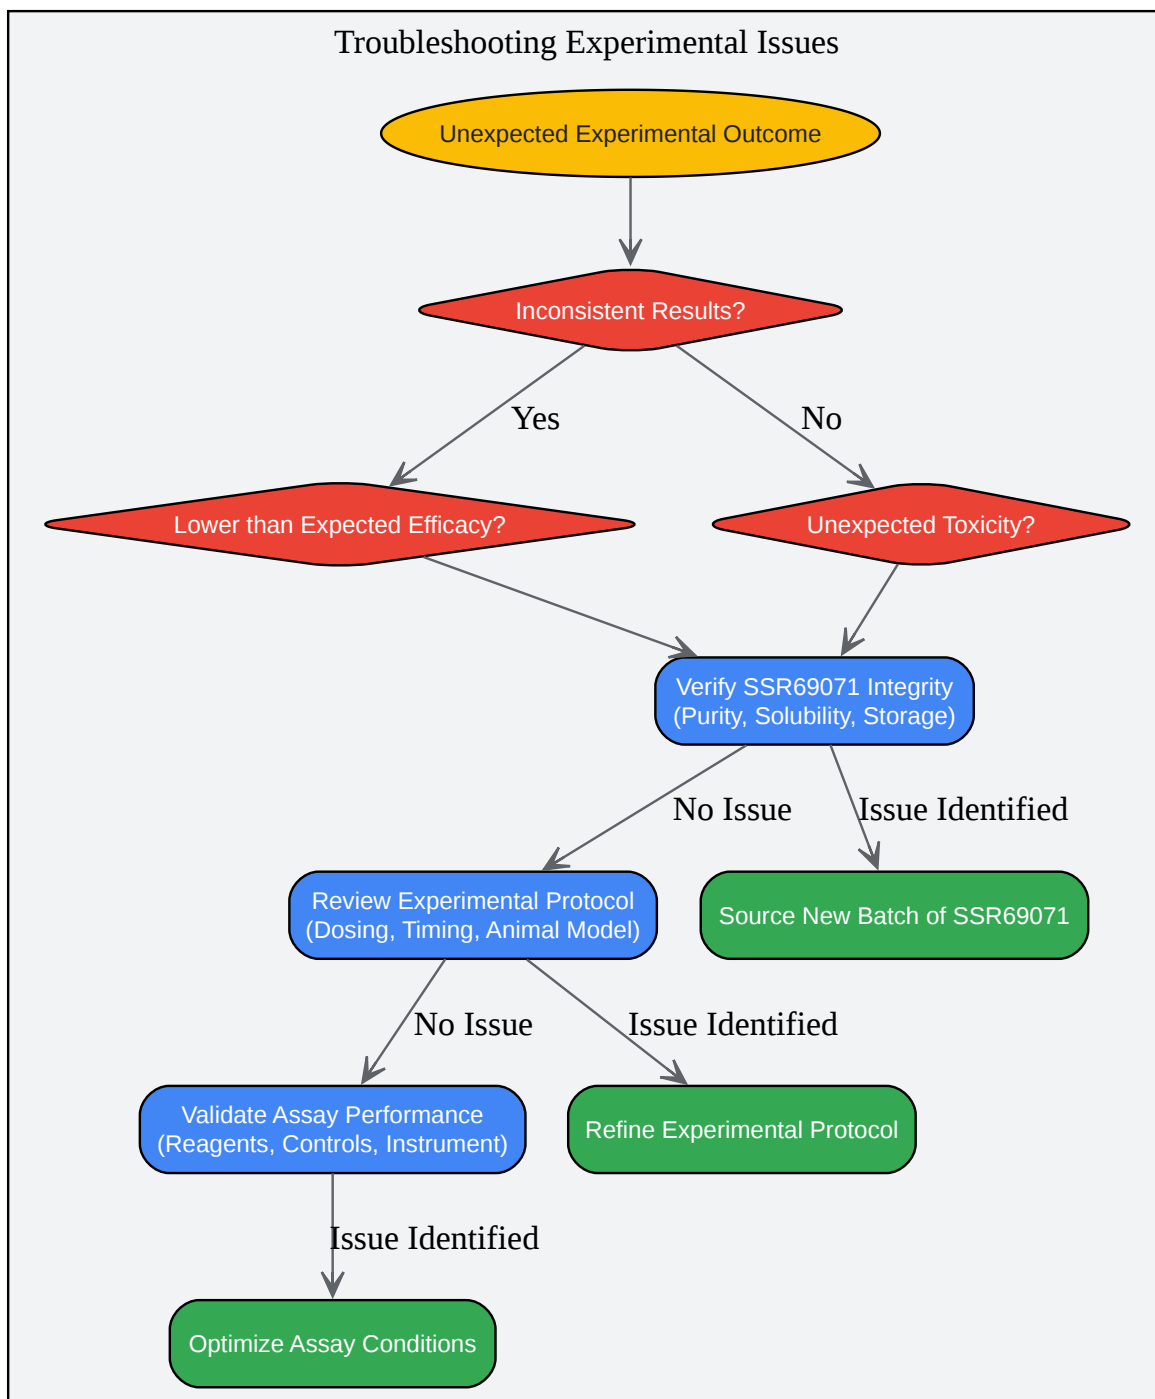 Troubleshooting Experimental Issues
Unexpected Experimental Outcome
Inconsistent Results?
Yes
No
Lower than Expected Efficacy?
Unexpected Toxicity?
Verify SSR69071 Integrity
(Purity, Solubility, Storage)
No Issue
Issue Identified
Review Experimental Protocol
(Dosing, Timing, Animal Model)
Source New Batch of SSR69071
No Issue
Issue Identified
Validate Assay Performance
(Reagents, Controls, Instrument)
Refine Experimental Protocol
Issue Identified
Optimize Assay Conditions